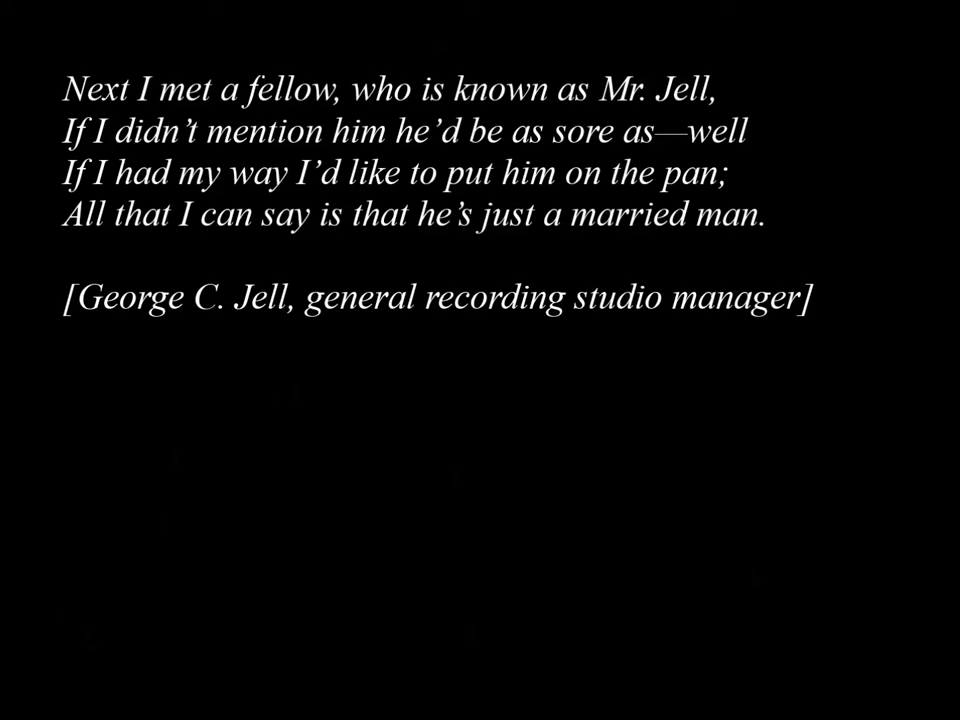 Next I met a fellow, who is known as Mr. Jell,
If I didn’t mention him he’d be as sore as—well
If I had my way I’d like to put him on the pan;
All that I can say is that he’s just a married man.
[George C. Jell, general recording studio manager]